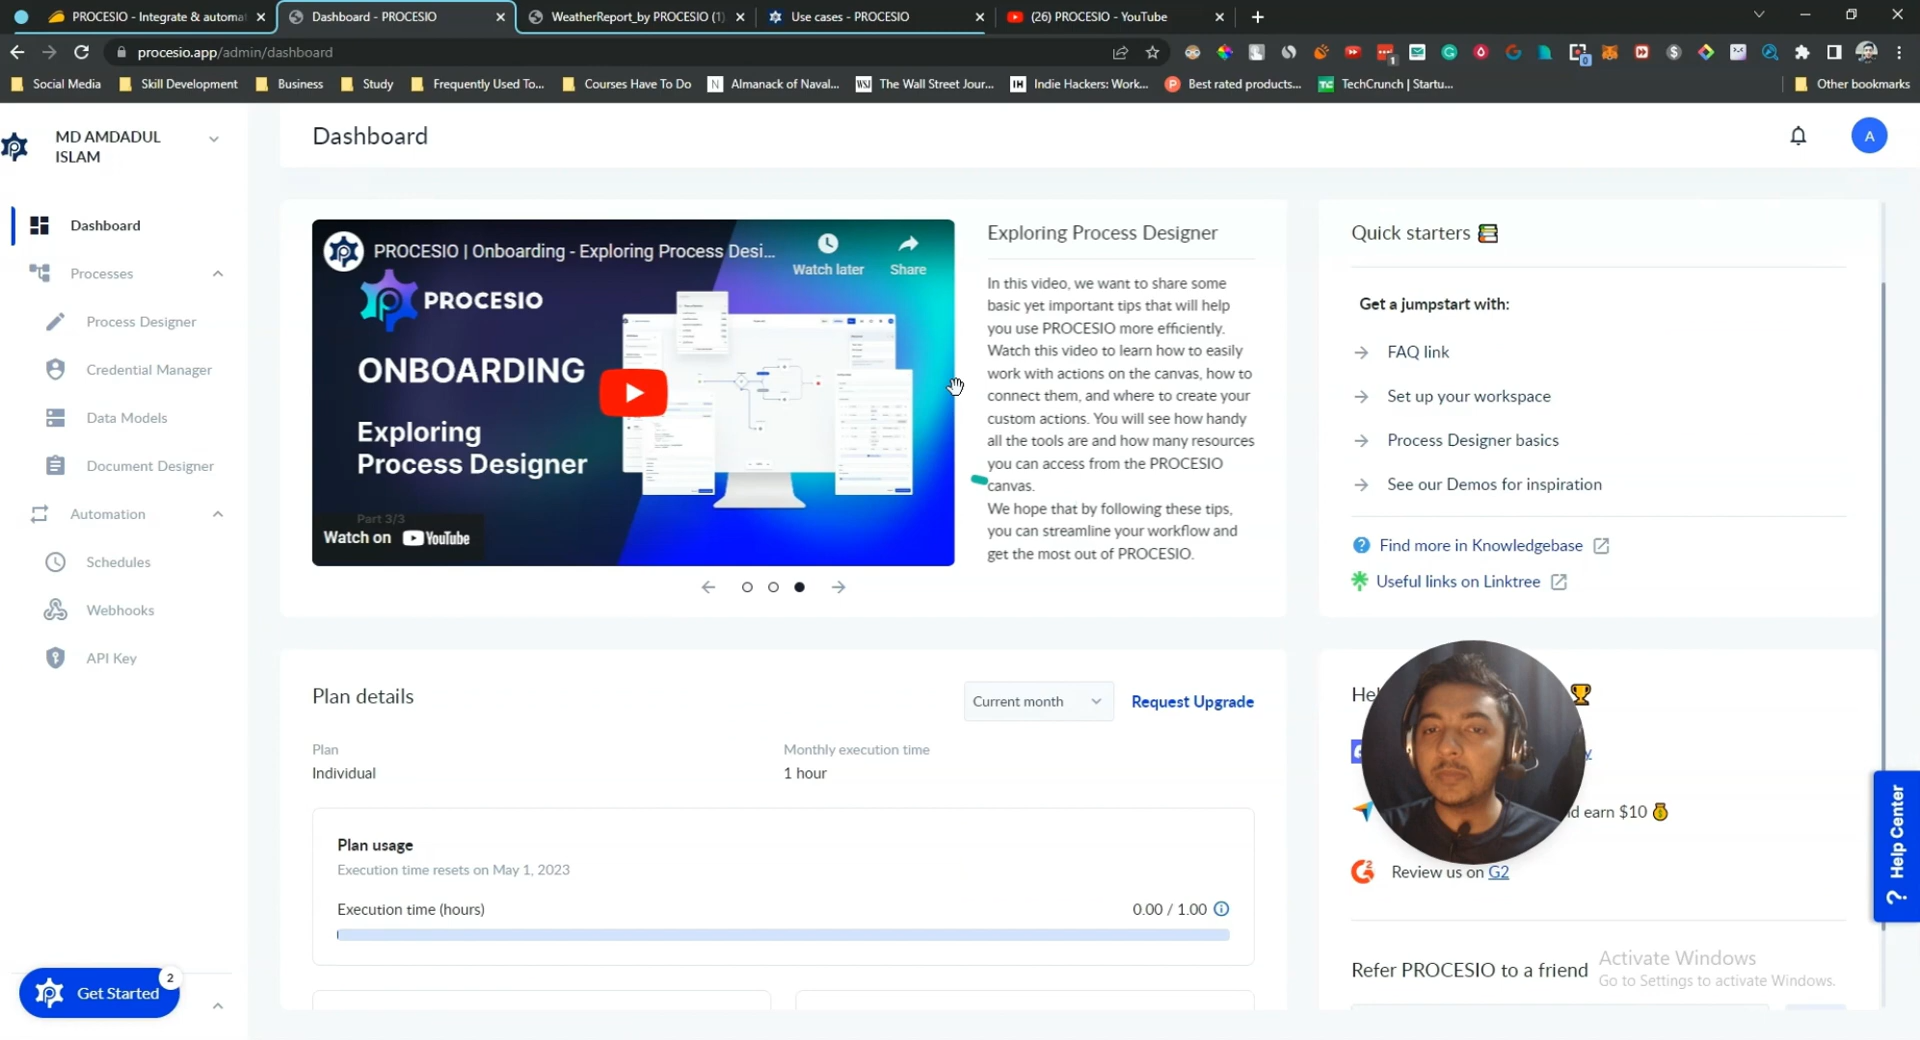 PROCESIO - Integrate & automat
Dashboard - PROCESIO
WeatherReport_by PROCESIO (1)
Use cases - PROCESIO
(26) PROCESIO - YouTube
procesio.app/admin/dashboard
Social Media
Skill Development
Business
Study
Frequently Used To...
Courses Have To Do
Almanack of Naval...
WSJ
The Wall Street Jour...
IH
Indie Hackers: Work...
Best rated products...
TechCrunch | Startu...
Other bookmarks
MD AMDADUL
ISLAM
Dashboard
A
Dashboard
Processes
Process Designer
Credential Manager
Data Models
Document Designer
Automation
Schedules
Webhooks
API Key
Get Started
2
PROCESIO | Onboarding - Exploring Process Desi...
Watch later
Share
PROCESIO
ONBOARDING
Exploring
Process Designer
Part 3/3
Watch on YouTube
Exploring Process Designer
In this video, we want to share some
basic yet important tips that will help
you use PROCESIO more efficiently.
Watch this video to learn how to easily
work with actions on the canvas, how to
connect them, and where to create your
custom actions. You will see how handy
all the tools are and how many resources
you can access from the PROCESIO
canvas.
We hope that by following these tips,
you can streamline your workflow and
get the most out of PROCESIO.
Quick starters
Get a jumpstart with:
FAQ link
Set up your workspace
Process Designer basics
See our Demos for inspiration
Find more in Knowledgebase
Useful links on Linktree
Plan details
Current month
Request Upgrade
Plan
Individual
Monthly execution time
1 hour
Plan usage
Execution time resets on May 1, 2023
Execution time (hours)
0.00 / 1.00
earn $10
Review us on G2
Refer PROCESIO to a friend
Activate Windows
Go to Settings to activate Windows.
? Help Center